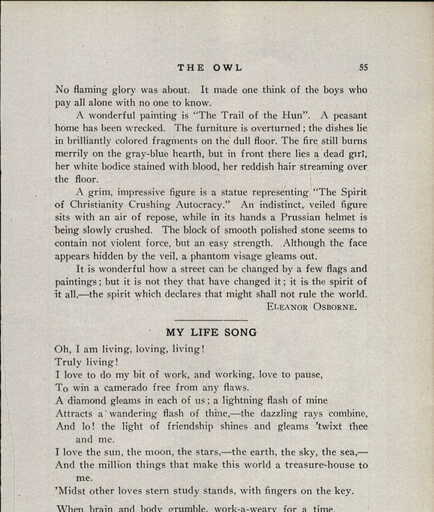 THE OWL 55
No flaming glory was about. It made one think of the boys who
pay all alone with no one to know.
A wonderful painting is "The Trail of the Hun". A peasant
home has been wrecked. The furniture is overturned; the dishes lie
in brilliantly colored fragments on the dull floor. The fire still burns
merrily on the gray-blue hearth, but in front there lies a dead girl,
her white bodice stained with blood, her reddish hair streaming over
the floor.
A grim, impressive figure is a statue representing "The Spirit
of Christianity Crushing Autocracy." An indistinct, veiled figure
sits with an air of repose, while in its hands a Prussian helmet is
being slowly crushed. The block of smooth polished stone seems to
contain not violent force, but an easy strength. Although the face
appears hidden by the veil, a phantom visage gleams out.
It is wonderful how a street can be changed by a few flags and
paintings; but it is not they that have changed it; it is the spirit of
it all,—the spirit which declares that might shall not rule the world.
ELEANOR OSBORNE.
MY LIFE SONG
Oh, I am living, loving, living!
Truly living!
I love to do my bit of work, and working, love to pause,
To win a camerado free from any flaws.
A diamond gleams in each of us; a lightning flash of mine
Attracts a wandering flash of thine,—the dazzling rays combine,
And lo! the light of friendship shines and gleams 'twixt thee
and me.
I love the sun, the moon, the stars,—the earth, the sky, the sea,—
And the million things that make this world a treasure-house to
me.
'Midst other loves stern study stands, with fingers on the key.
When brain and body grumble, work-a-weary for a time,